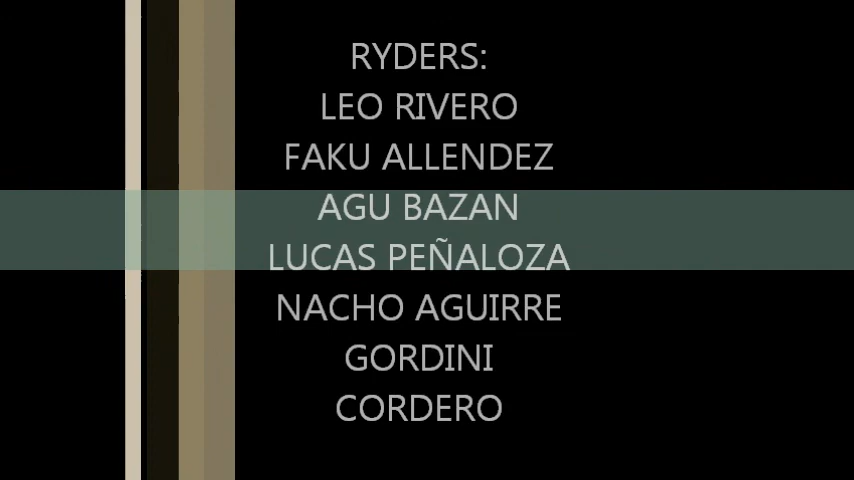 RYDERS:
LEO RIVERO
FAKU ALLENDEZ
AGU BAZAN
LUCAS PEÑALOZA
NACHO AGUIRRE
GORDINI
CORDERO